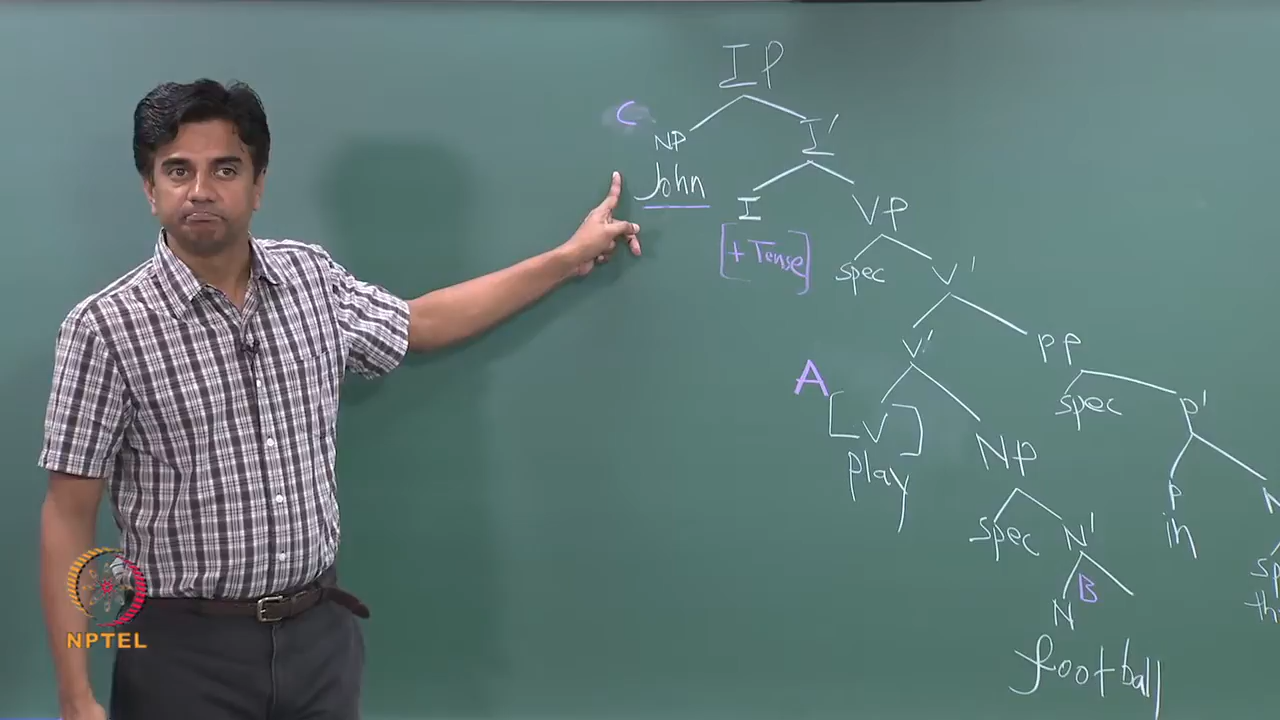 IP
C
NP
I'
John
I
VP
[+ Tense]
spec
V'
V'
PP
A
spec
P'
[V]
NP
play
P
in
spec
N'
B
N
football
NPTEL